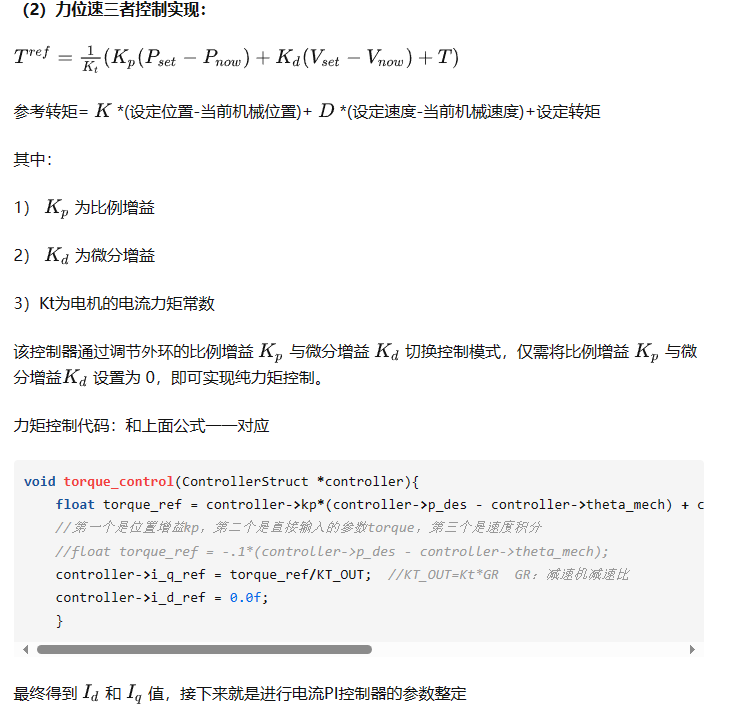 （2）力位速三者控制实现：
T^{ref} = \frac{1}{K_t}(K_p(P_{set} − P_{now}) + K_d(V_{set} − V_{now}) + T)
参考转矩= K *(设定位置-当前机械位置)+ D *(设定速度-当前机械速度)+设定转矩
其中：
1） K_p 为比例增益
2） K_d 为微分增益
3）Kt为电机的电流力矩常数
该控制器通过调节外环的比例增益 K_p 与微分增益 K_d 切换控制模式，仅需将比例增益 K_p 与微
分增益K_d 设置为 0，即可实现纯力矩控制。
力矩控制代码：和上面公式一一对应
void torque_control(ControllerStruct *controller){
float torque_ref = controller->kp*(controller->p_des - controller->theta_mech) + c
//第一个是位置增益kp，第二个是直接输入的参数torque，第三个是速度积分
//float torque_ref = -.1*(controller->p_des - controller->theta_mech);
controller->i_q_ref = torque_ref/KT_OUT; //KT_OUT=Kt*GR GR：减速机减速比
controller->i_d_ref = 0.0f;
}
最终得到 I_d 和 I_q 值，接下来就是进行电流PI控制器的参数整定